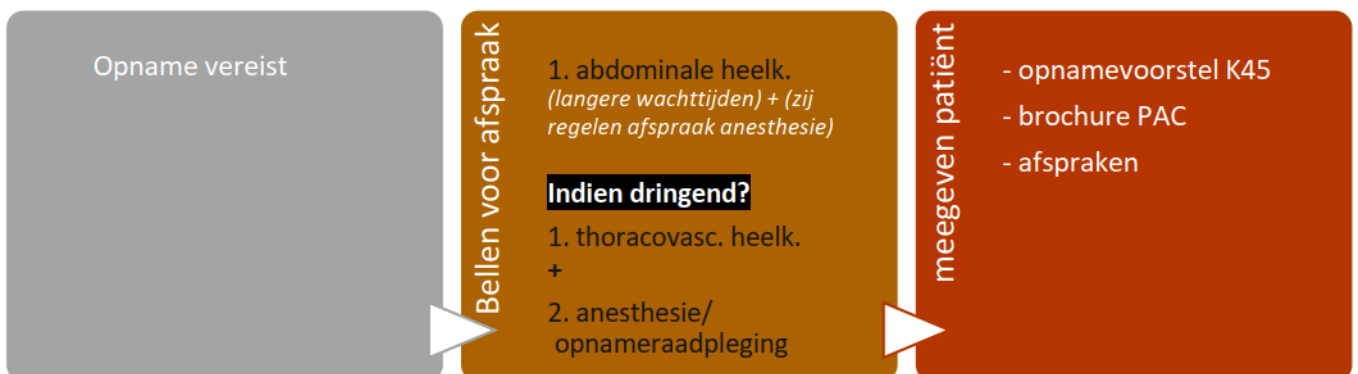 Opname vereist
Bellen voor afspraak
1. abdominale heelk.
(langere wachttijden) + (zij
regelen afspraak anesthesie)
Indien dringend?
1. thoracovasc. heelk.
+
2. anesthesie/
opnameraadpleging
meegeven patiënt
- opnamevoorstel K45
- brochure PAC
- afspraken